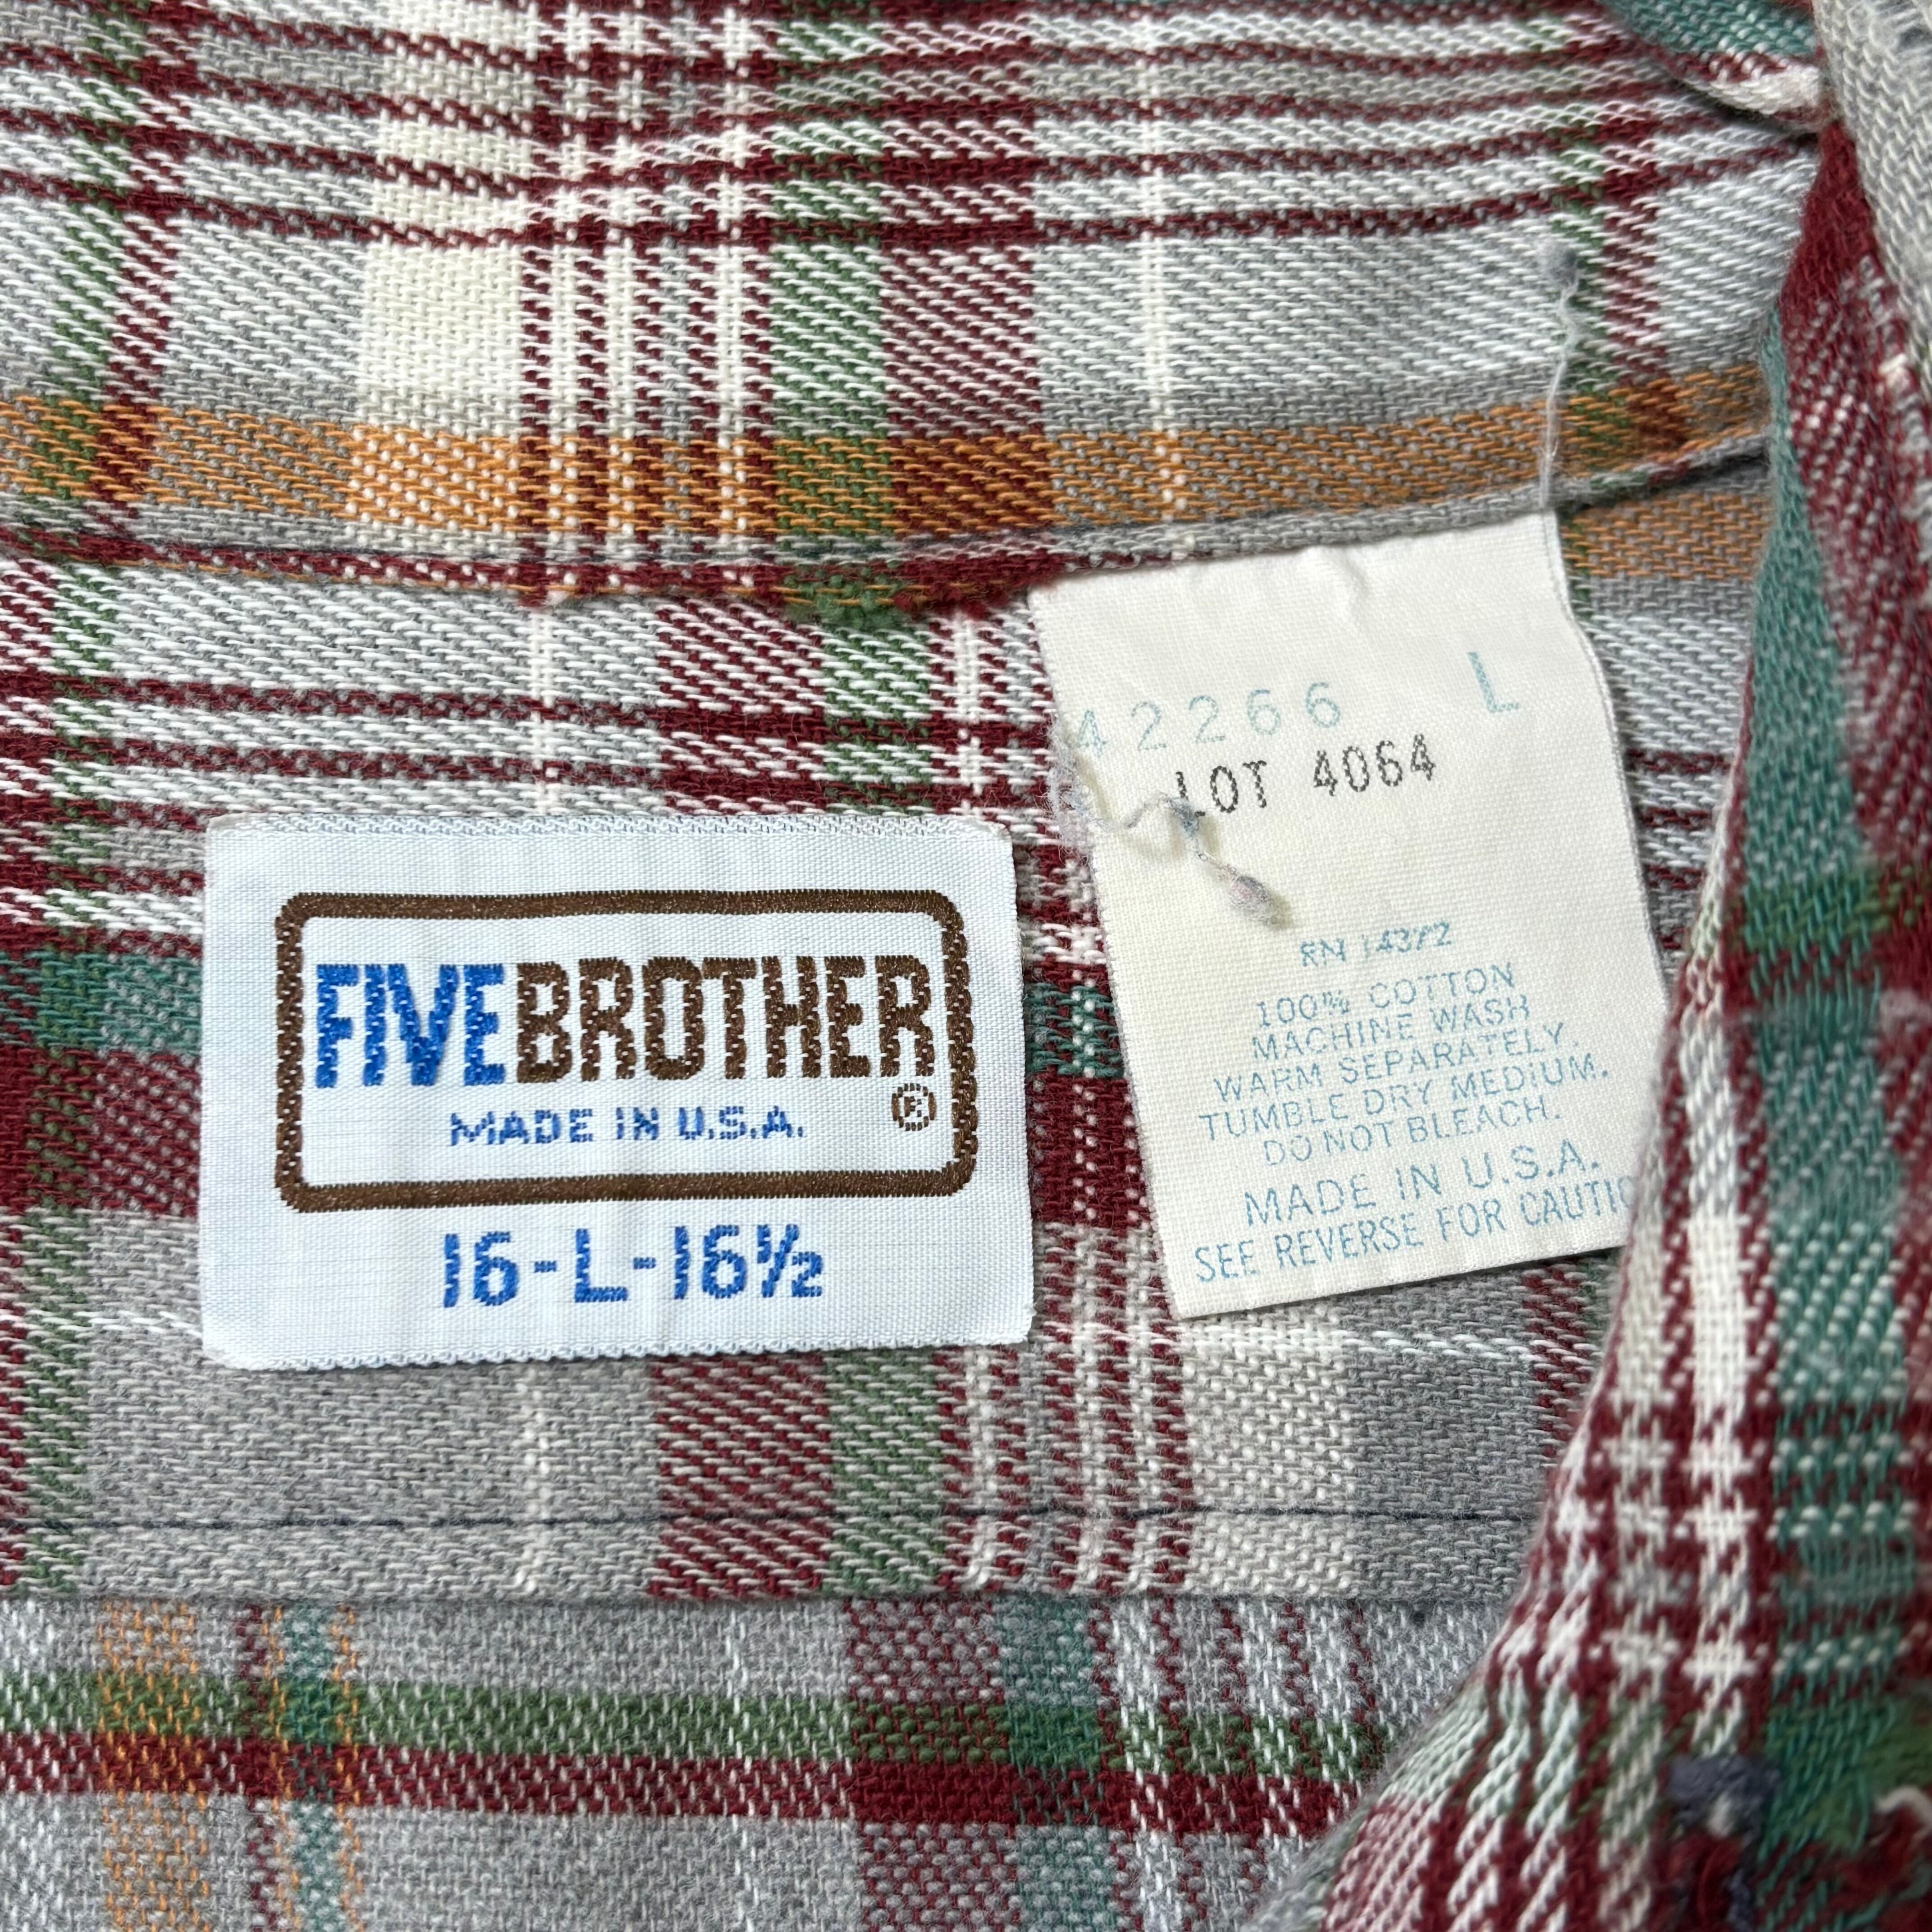 FIVEBROTHER
®
MADE IN U.S.A.
16-L-16½
42266 L
LOT 4064
RN 14372
100% COTTON
MACHINE WASH
WARM SEPARATELY.
TUMBLE DRY MEDIUM.
DO NOT BLEACH.
MADE IN U.S.A.
SEE REVERSE FOR CAUTIO